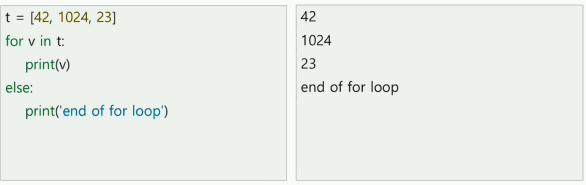 t = [42, 1024, 23]
for v in t:
    print(v)
else:
    print('end of for loop')
42
1024
23
end of for loop